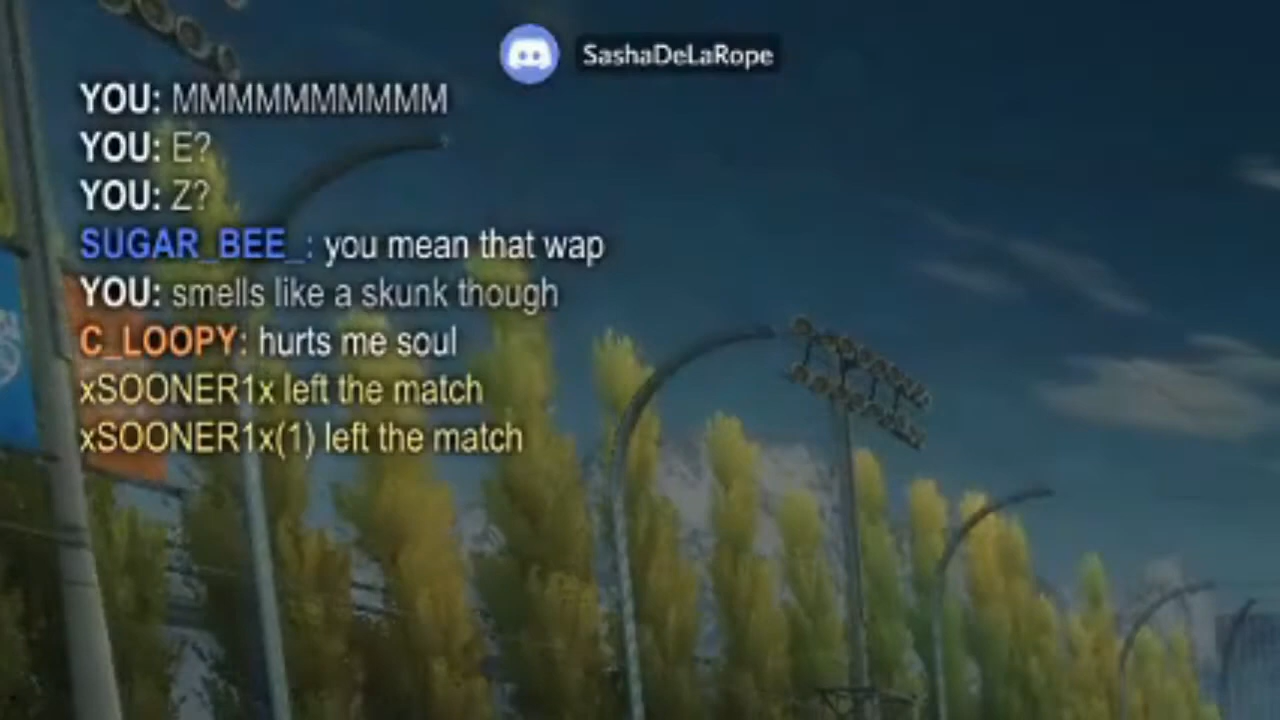 SashaDeLaRope
YOU: MMMMMMMMMM
YOU: E?
YOU: Z?
SUGAR_BEE_: you mean that wap
YOU: smells like a skunk though
C_LOOPY: hurts me soul
xSOONER1x left the match
xSOONER1x(1) left the match